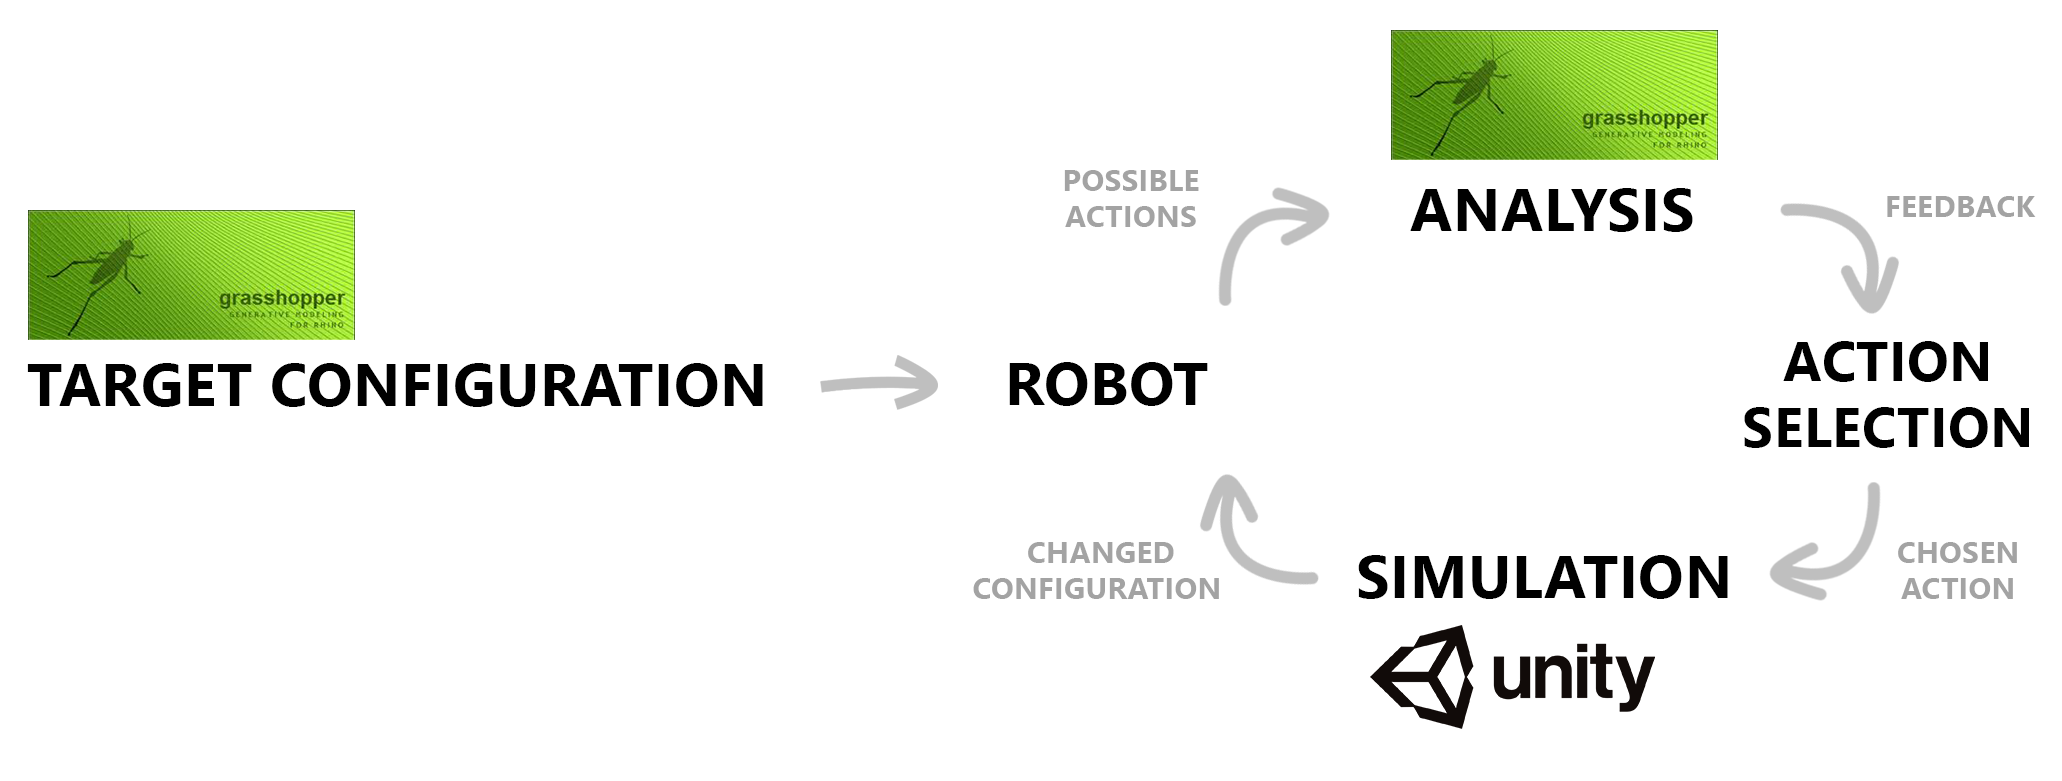 grasshopper
GENERATIVE MODELING
FOR RHINO
TARGET CONFIGURATION
ROBOT
POSSIBLE
ACTIONS
grasshopper
GENERATIVE MODELING
FOR RHINO
ANALYSIS
FEEDBACK
ACTION
SELECTION
CHOSEN
ACTION
SIMULATION
unity
CHANGED
CONFIGURATION